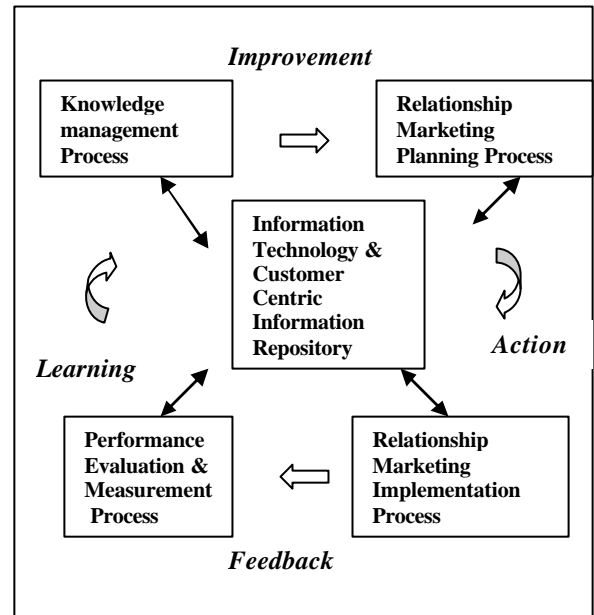 Improvement
Knowledge
management
Process
Relationship
Marketing
Planning Process
Information
Technology &
Customer
Centric
Information
Repository
Learning
Action
Performance
Evaluation &
Measurement
Process
Relationship
Marketing
Implementation
Process
Feedback